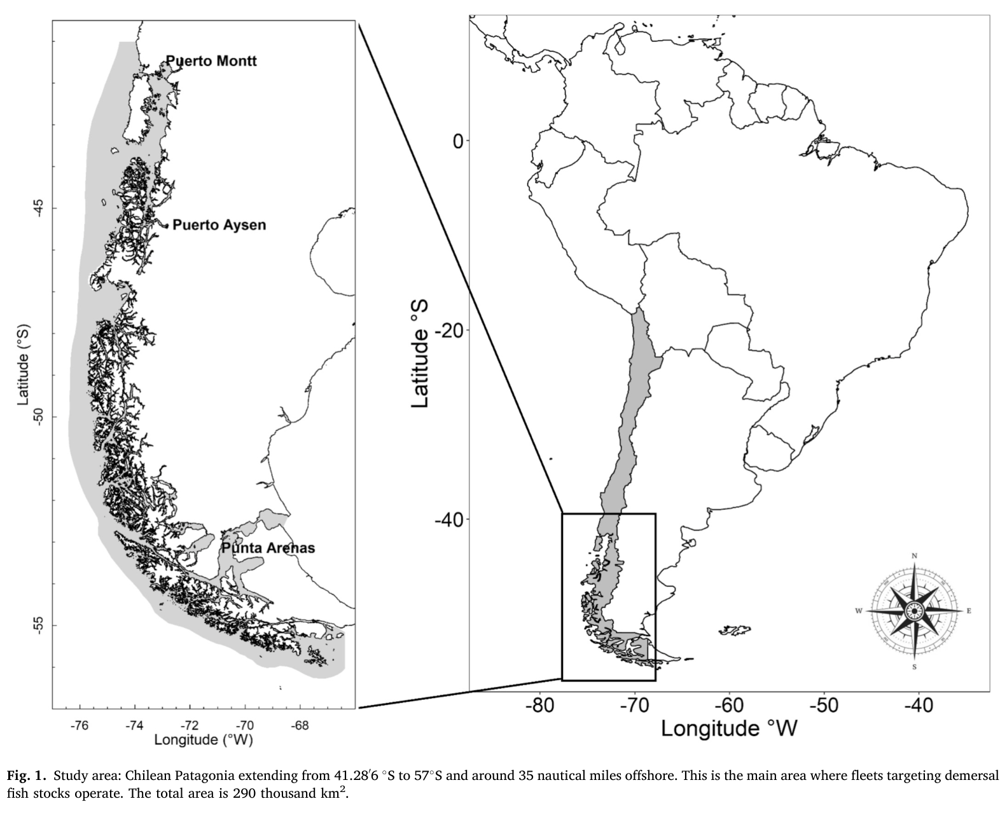 Puerto Montt
Puerto Aysen
Punta Arenas
Latitude (°S)
-45
-50
-55
-76
-74
-72
-70
-68
Longitude (°W)
Latitude °S
0
-20
-40
-80
-70
-60
-50
-40
Longitude °W
N
W
E
S
Fig. 1. Study area: Chilean Patagonia extending from 41.28′6 °S to 57°S and around 35 nautical miles offshore. This is the main area where fleets targeting demersal
fish stocks operate. The total area is 290 thousand km².